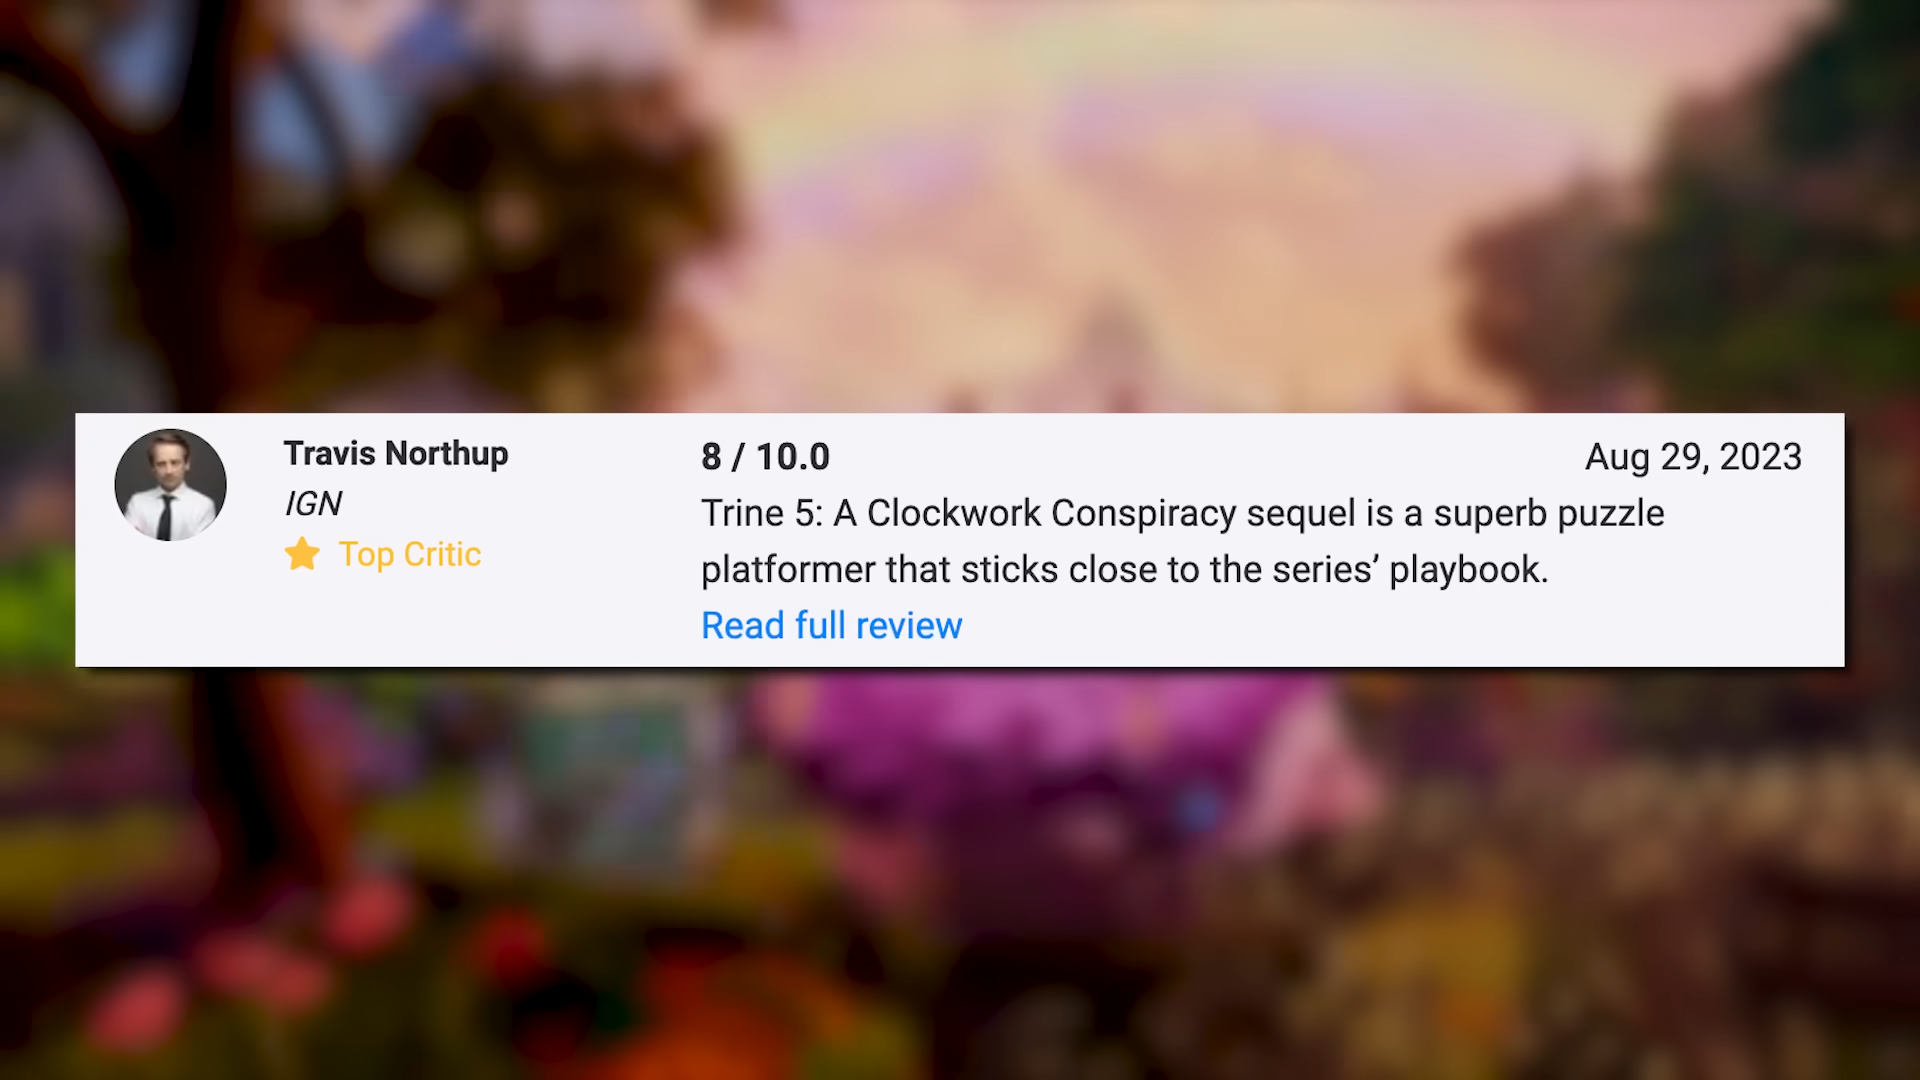 Travis Northup
IGN
Top Critic
8 / 10.0
Aug 29, 2023
Trine 5: A Clockwork Conspiracy sequel is a superb puzzle
platformer that sticks close to the series’ playbook.
Read full review